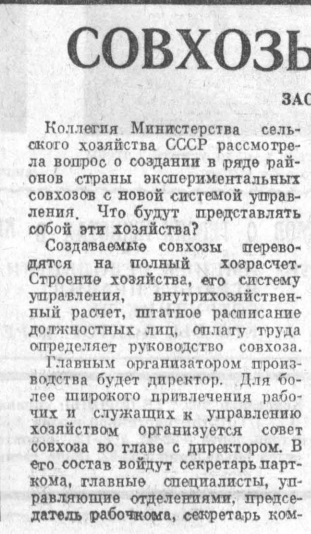 СОВХОЗЫ
ЗАС
Коллегия Министерства сель-
ского хозяйства СССР рассмотре-
ла вопрос о создании в ряде рай-
онов страны экспериментальных
совхозов с новой системой управ-
ления. Что будут представлять
собой эти хозяйства?
Создаваемые совхозы перево-
дятся на полный хозрасчет.
Строение хозяйства, его систему
управления, внутрихозяйствен-
ный расчет, штатное расписание
должностных лиц, оплату труда
определяет руководство совхоза.
Главным организатором произ-
водства будет директор. Для бо-
лее широкого привлечения рабо-
чих и служащих к управлению
хозяйством организуется совет
совхоза во главе с директором. В
его состав войдут секретарь парт-
кома, главные специалисты, уп-
равляющие отделениями, предсе-
датель рабочкома, секретарь ком-